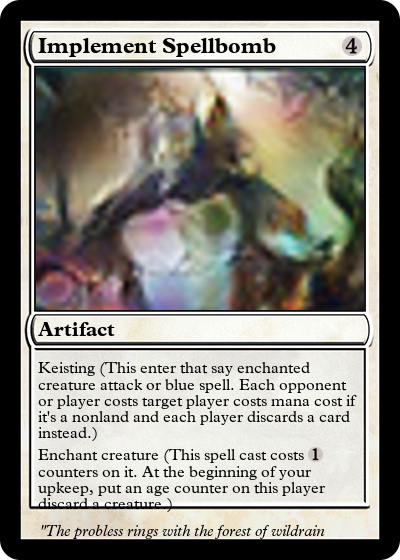 Implement Spellbomb 4
Artifact
Keisting (This enter that say enchanted
creature attack or blue spell. Each opponent
or player costs target player costs mana cost if
it's a nonland and each player discards a card
instead.)
Enchant creature (This spell cast costs 1
counters on it. At the beginning of your
upkeep, put an age counter on this player
discard a creature.)
"The probless rings with the forest of wildrain